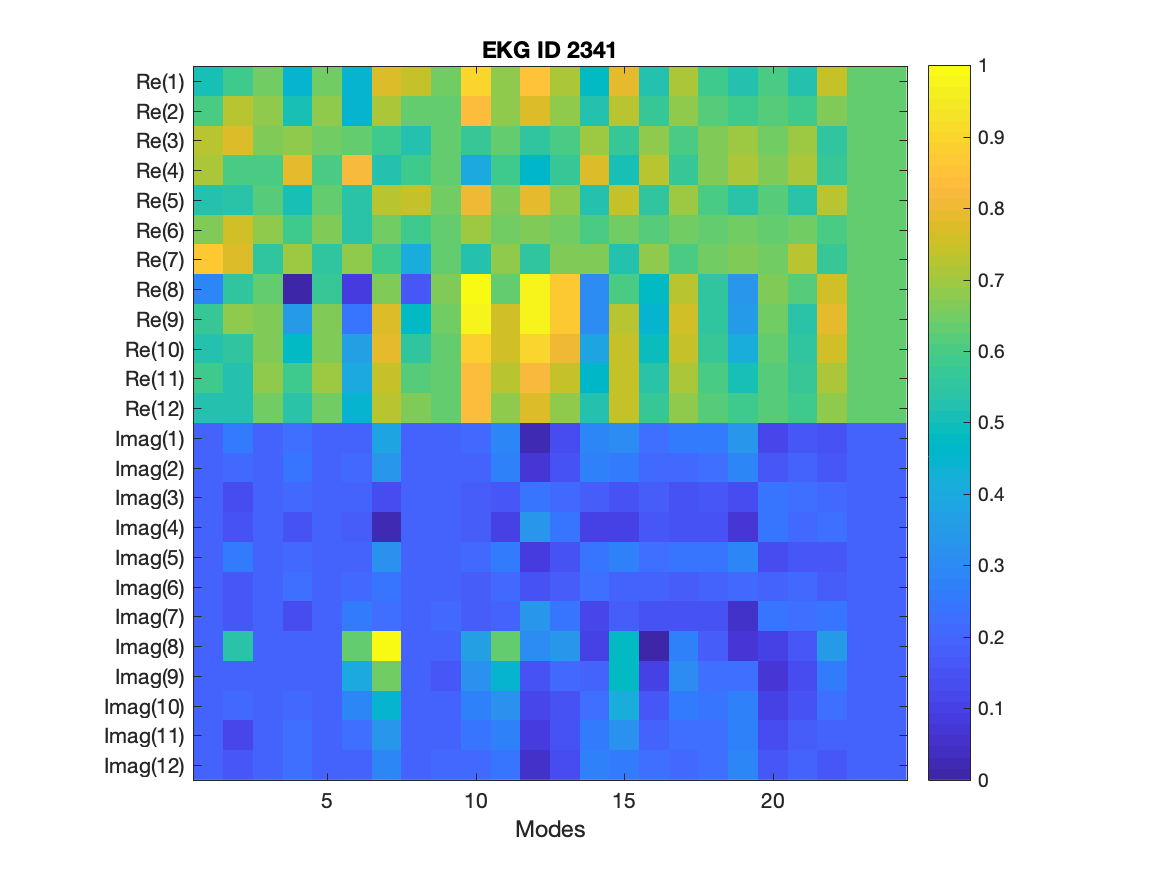 EKG ID 2341
Re(1)
Re(2)
Re(3)
Re(4)
Re(5)
Re(6)
Re(7)
Re(8)
Re(9)
Re(10)
Re(11)
Re(12)
Imag(1)
Imag(2)
Imag(3)
Imag(4)
Imag(5)
Imag(6)
Imag(7)
Imag(8)
Imag(9)
Imag(10)
Imag(11)
Imag(12)
5 10 15 20
Modes
1
0.9
0.8
0.7
0.6
0.5
0.4
0.3
0.2
0.1
0